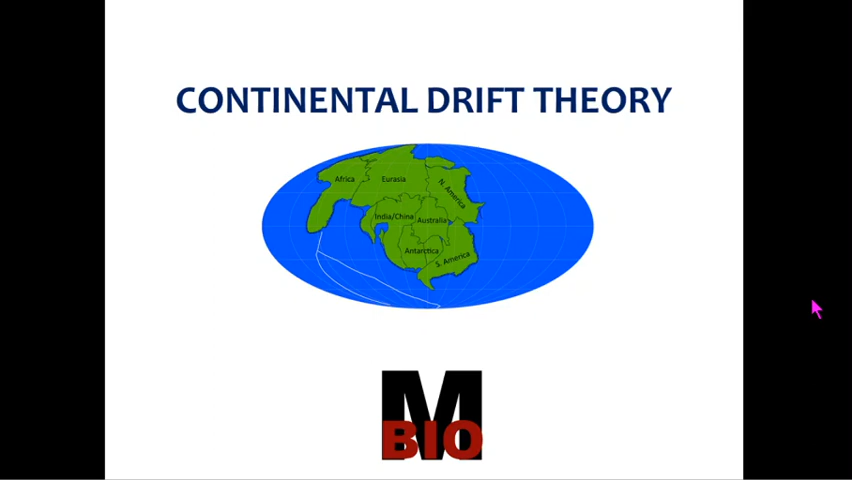 CONTINENTAL DRIFT THEORY
Africa
Eurasia
N. America
India/China
Australia
Antarctica
S. America
M
BIO